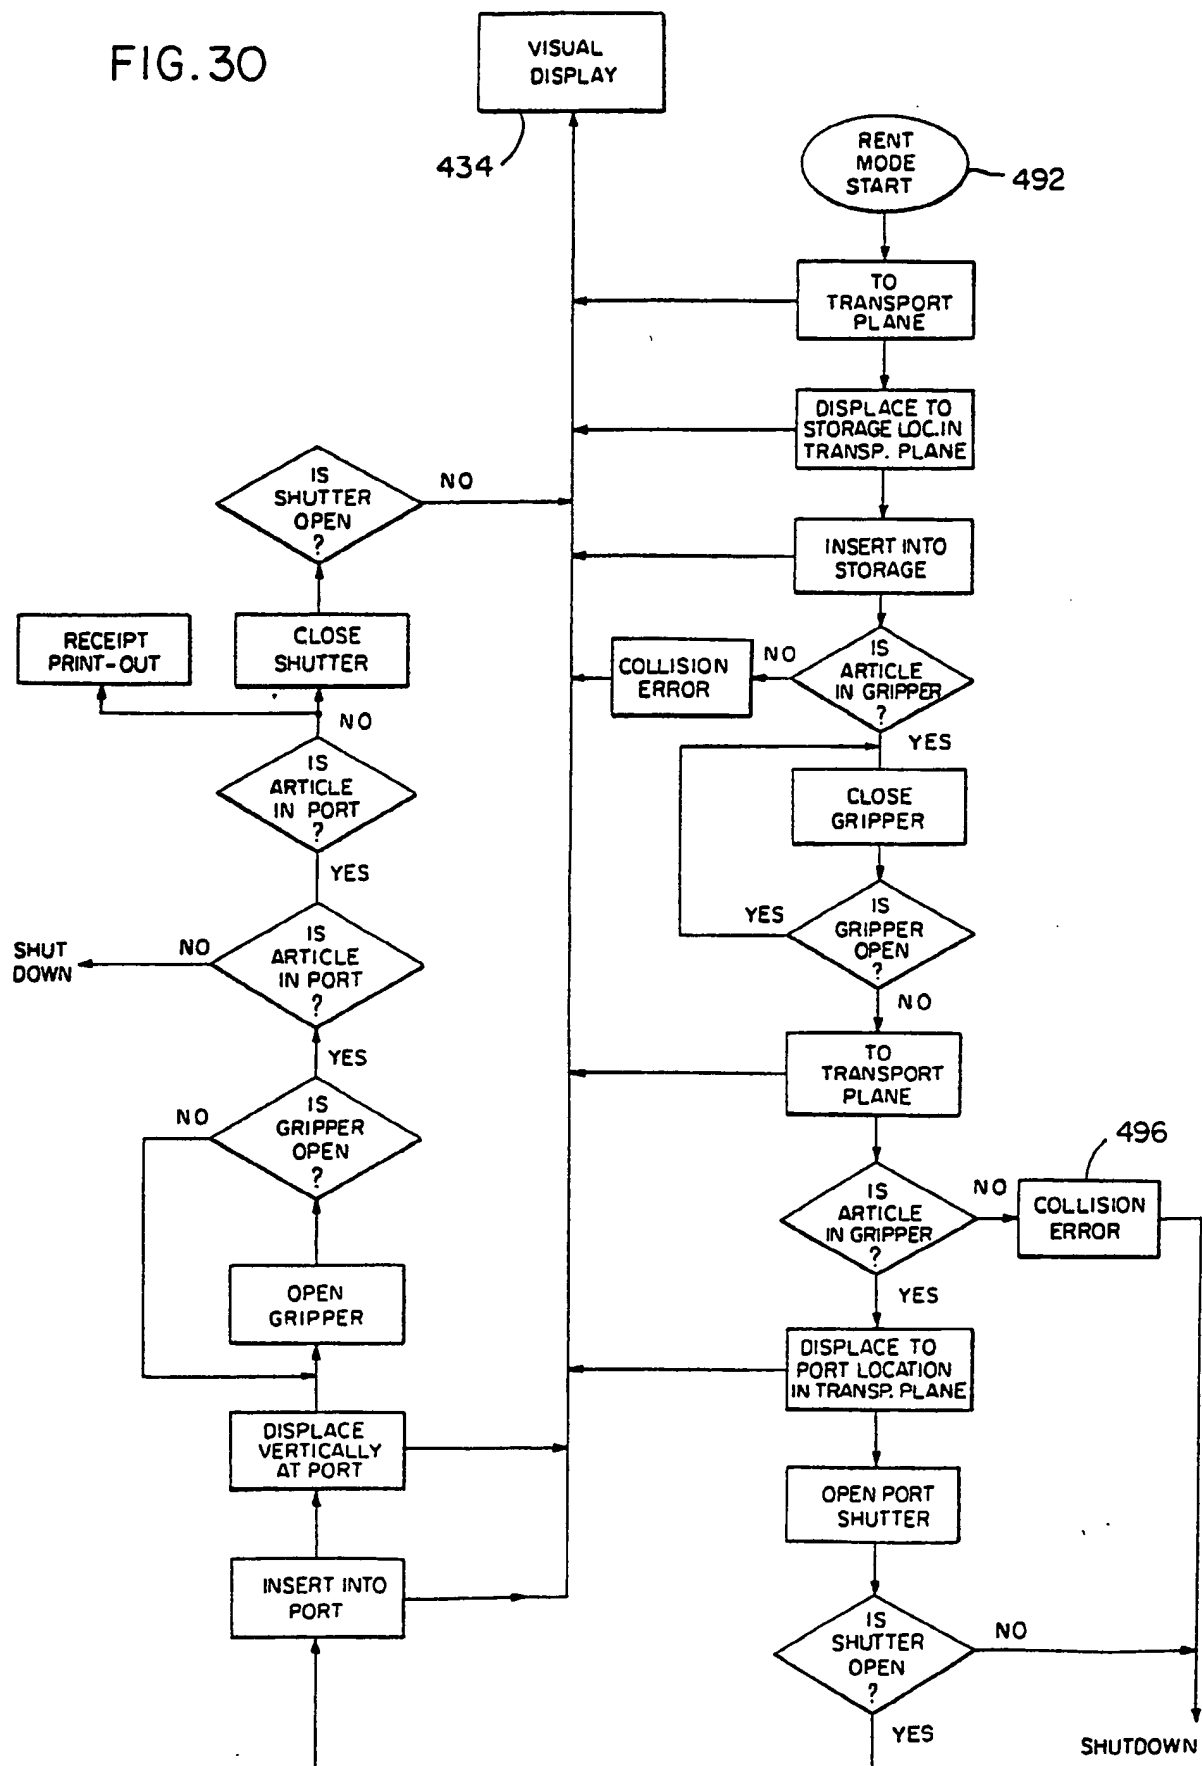 FIG. 30
VISUAL
DISPLAY
434
RENT
MODE
START
492
TO
TRANSPORT
PLANE
DISPLACE TO
STORAGE LOC. IN
TRANSP. PLANE
INSERT INTO
STORAGE
IS
ARTICLE
IN GRIPPER
?
NO
COLLISION
ERROR
YES
CLOSE
GRIPPER
IS
GRIPPER
OPEN
?
YES
NO
TO
TRANSPORT
PLANE
IS
ARTICLE
IN GRIPPER
?
NO
COLLISION
ERROR
496
YES
DISPLACE TO
PORT LOCATION
IN TRANSP. PLANE
OPEN PORT
SHUTTER
IS
SHUTTER
OPEN
?
NO
YES
SHUTDOWN
INSERT INTO
PORT
DISPLACE
VERTICALLY
AT PORT
OPEN
GRIPPER
IS
GRIPPER
OPEN
?
NO
YES
IS
ARTICLE
IN PORT
?
NO
SHUT
DOWN
YES
IS
ARTICLE
IN PORT
?
NO
RECEIPT
PRINT-OUT
CLOSE
SHUTTER
IS
SHUTTER
OPEN
?
NO